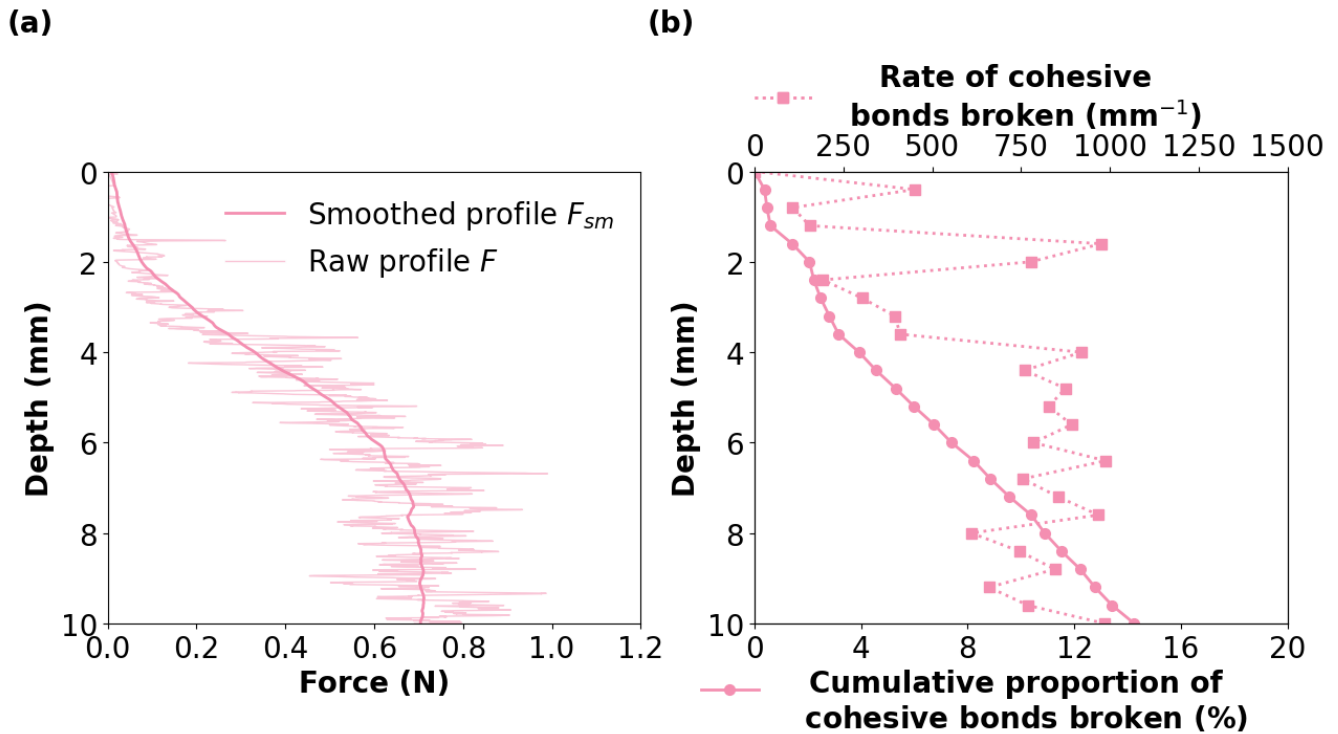 (a)
(b)
Rate of cohesive
bonds broken (mm⁻¹)
0 250 500 750 1000 1250 1500
0
2
4
6
8
10
Depth (mm)
Smoothed profile Fsm
Raw profile F
0.0 0.2 0.4 0.6 0.8 1.0 1.2
Force (N)
0
2
4
6
8
10
Depth (mm)
0 4 8 12 16 20
Cumulative proportion of
cohesive bonds broken (%)